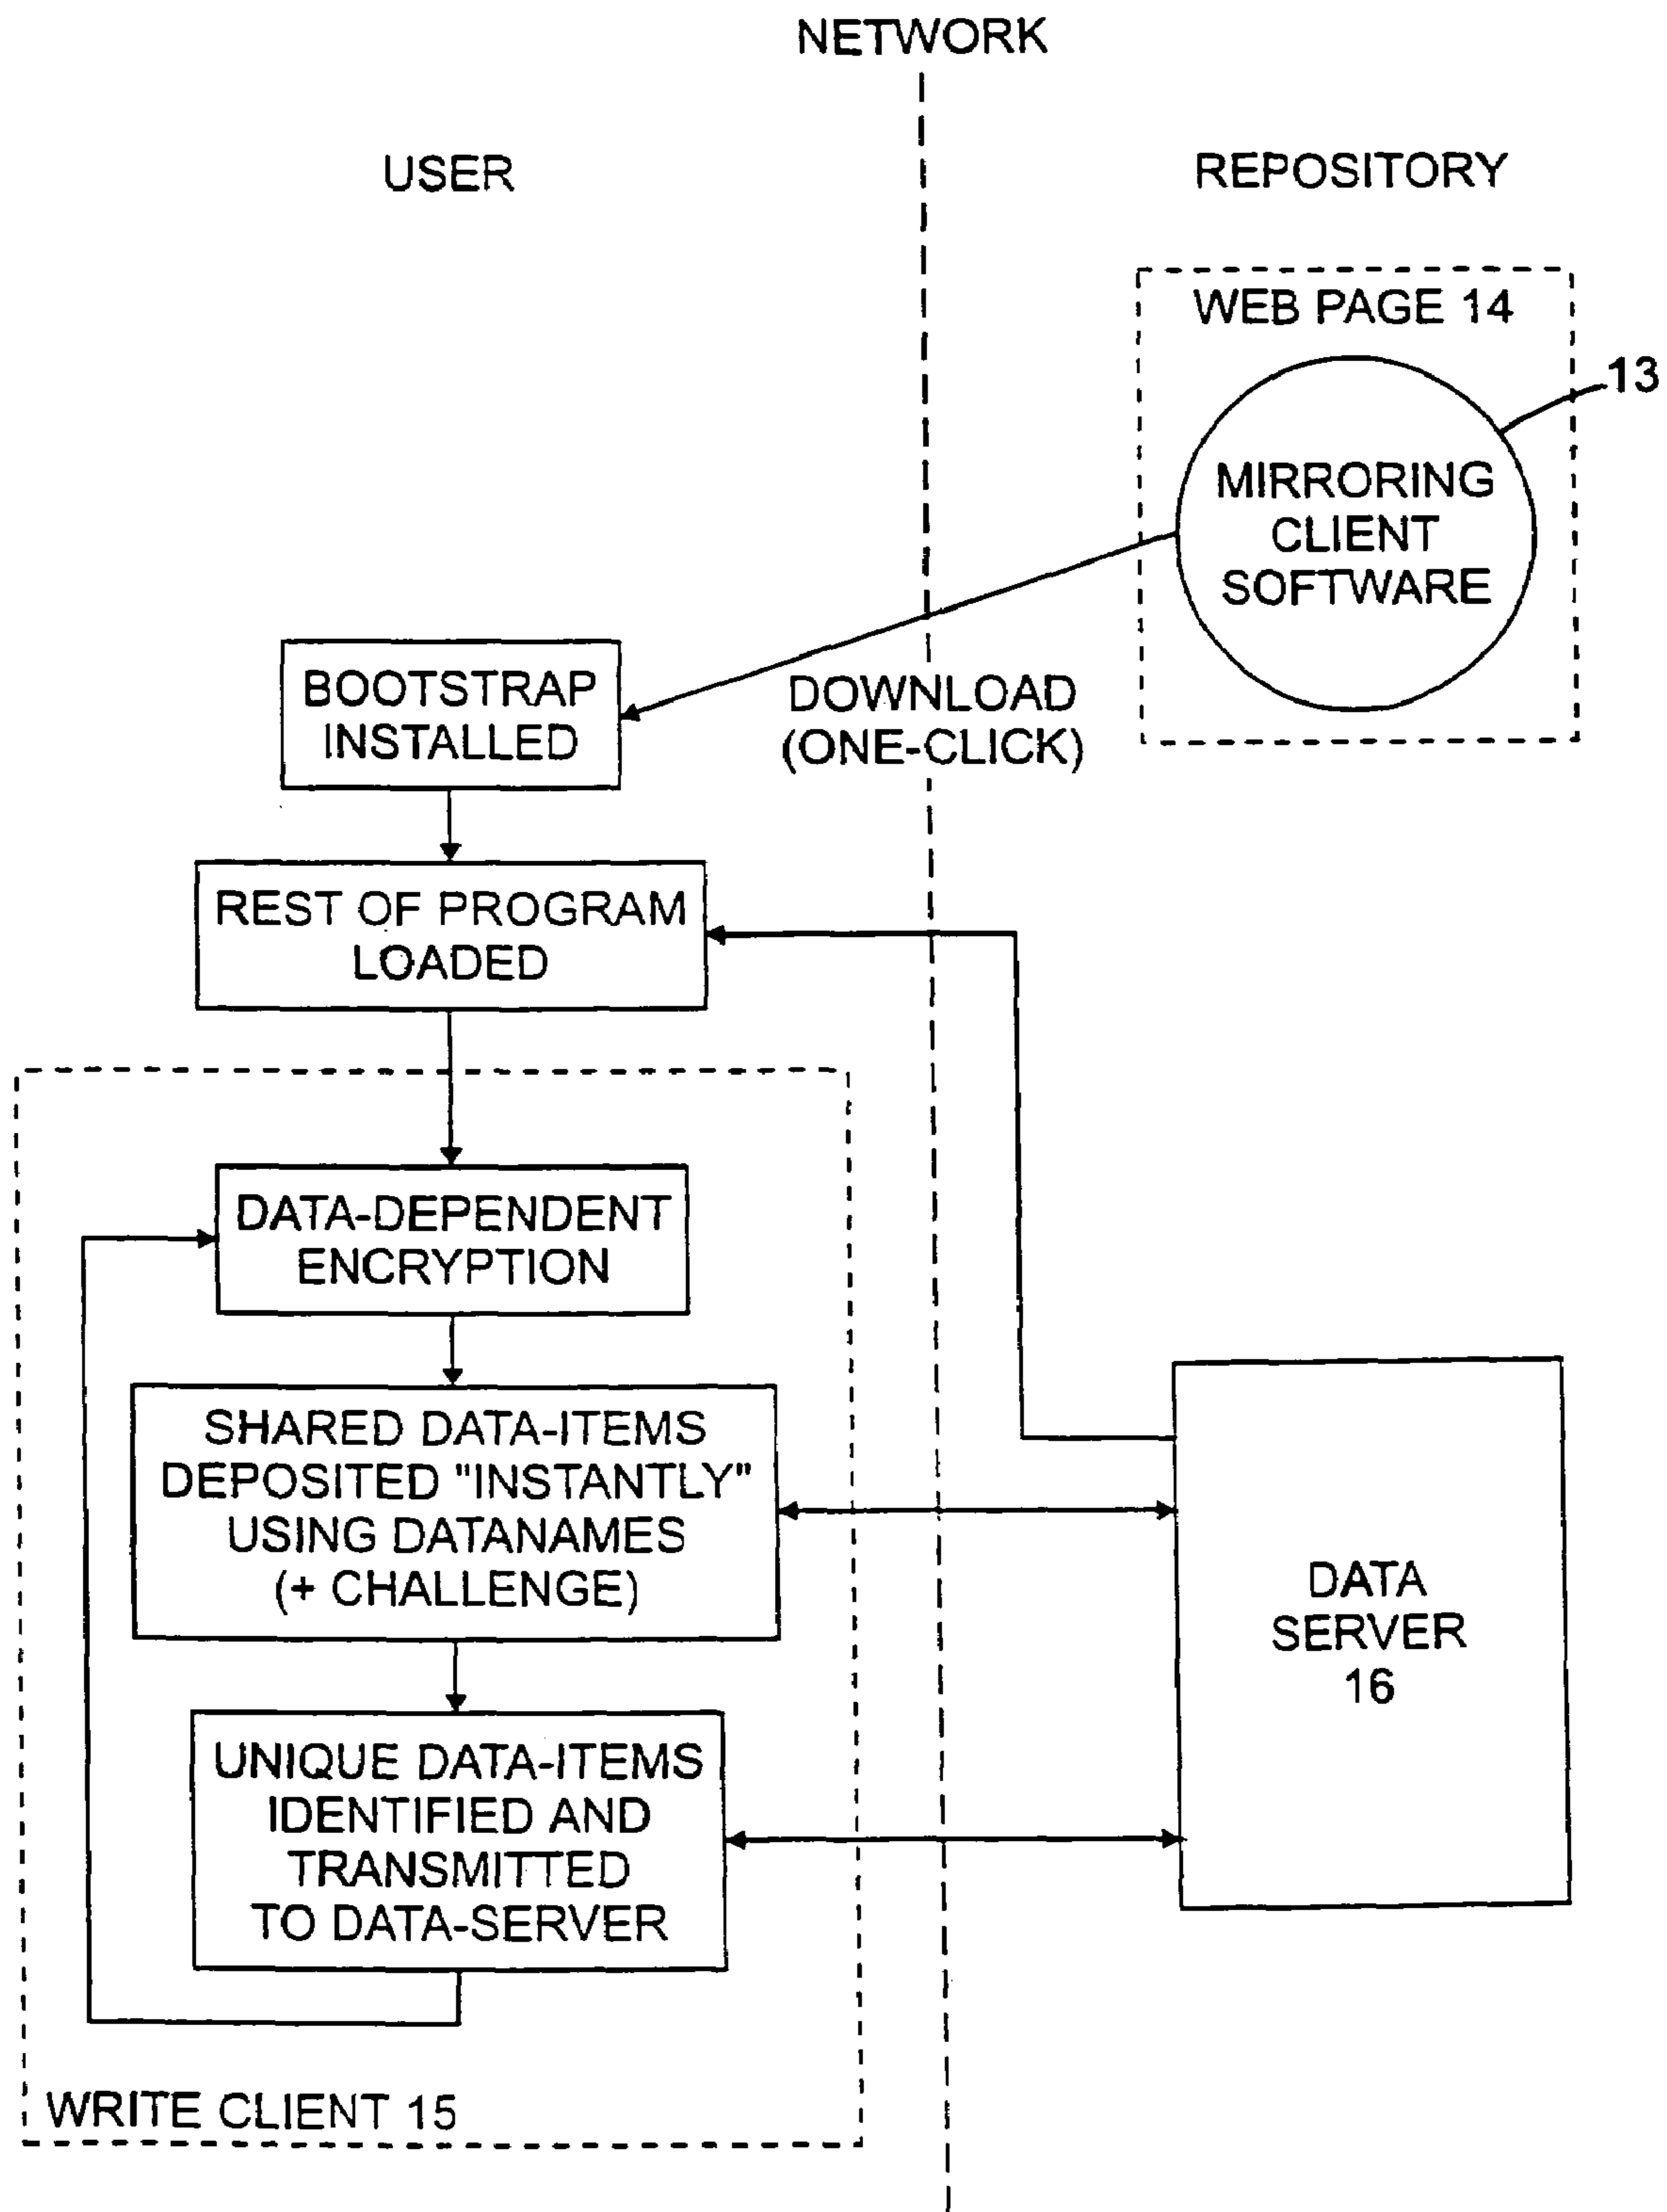 NETWORK
USER
REPOSITORY
WEB PAGE 14
13
MIRRORING
CLIENT
SOFTWARE
BOOTSTRAP
INSTALLED
DOWNLOAD
(ONE-CLICK)
REST OF PROGRAM
LOADED
DATA-DEPENDENT
ENCRYPTION
SHARED DATA-ITEMS
DEPOSITED "INSTANTLY"
USING DATANAMES
(+ CHALLENGE)
DATA
SERVER
16
UNIQUE DATA-ITEMS
IDENTIFIED AND
TRANSMITTED
TO DATA-SERVER
WRITE CLIENT 15